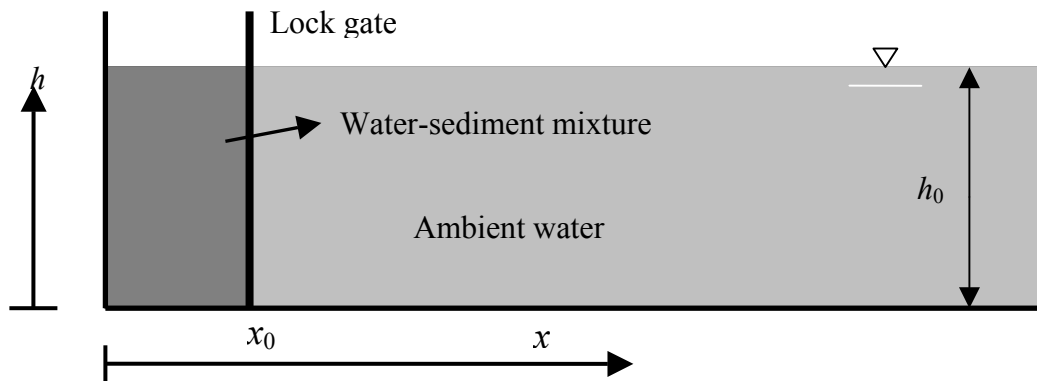 Lock gate
h
Water-sediment mixture
h0
Ambient water
x0
x